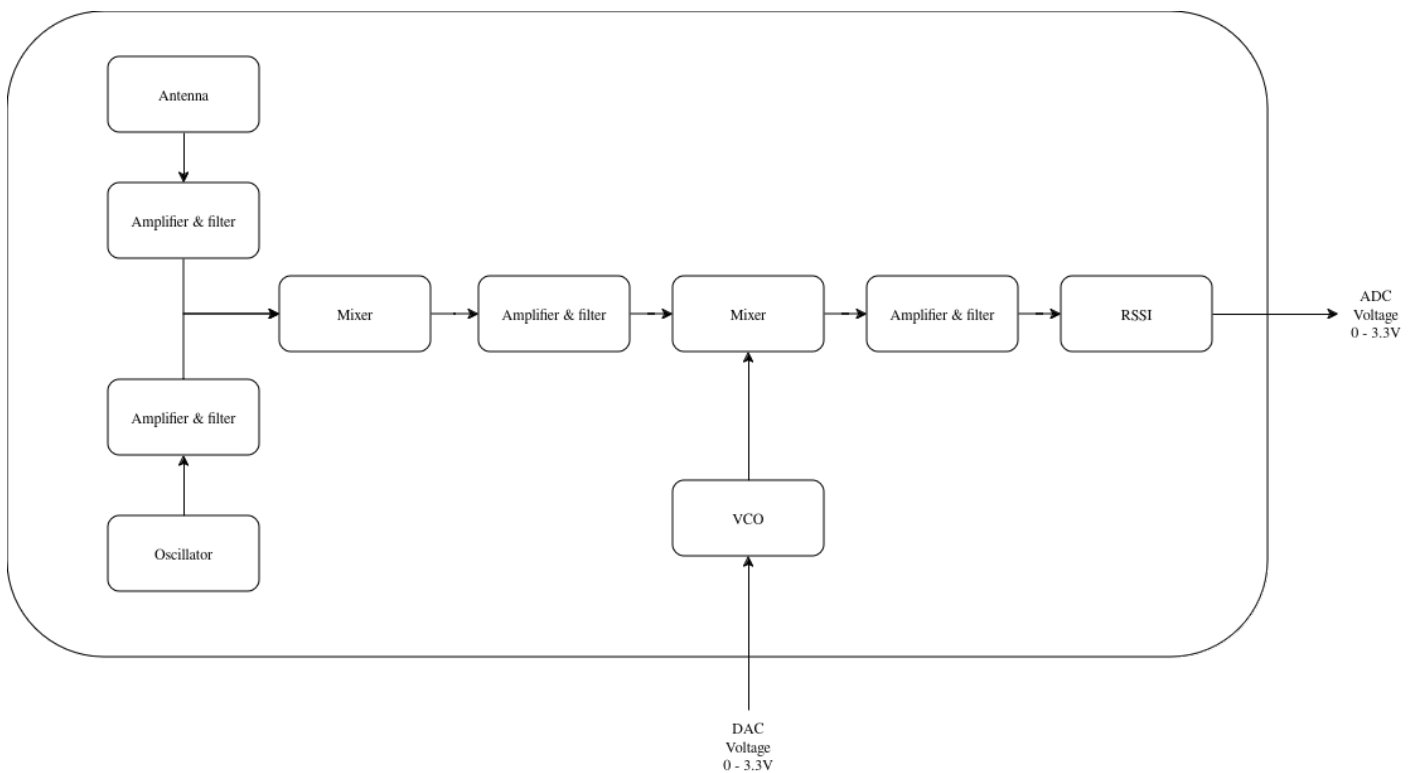 Antenna
Amplifier & filter
Mixer
Amplifier & filter
Mixer
Amplifier & filter
RSSI
ADC
Voltage
0 - 3.3V
Amplifier & filter
Oscillator
VCO
DAC
Voltage
0 - 3.3V